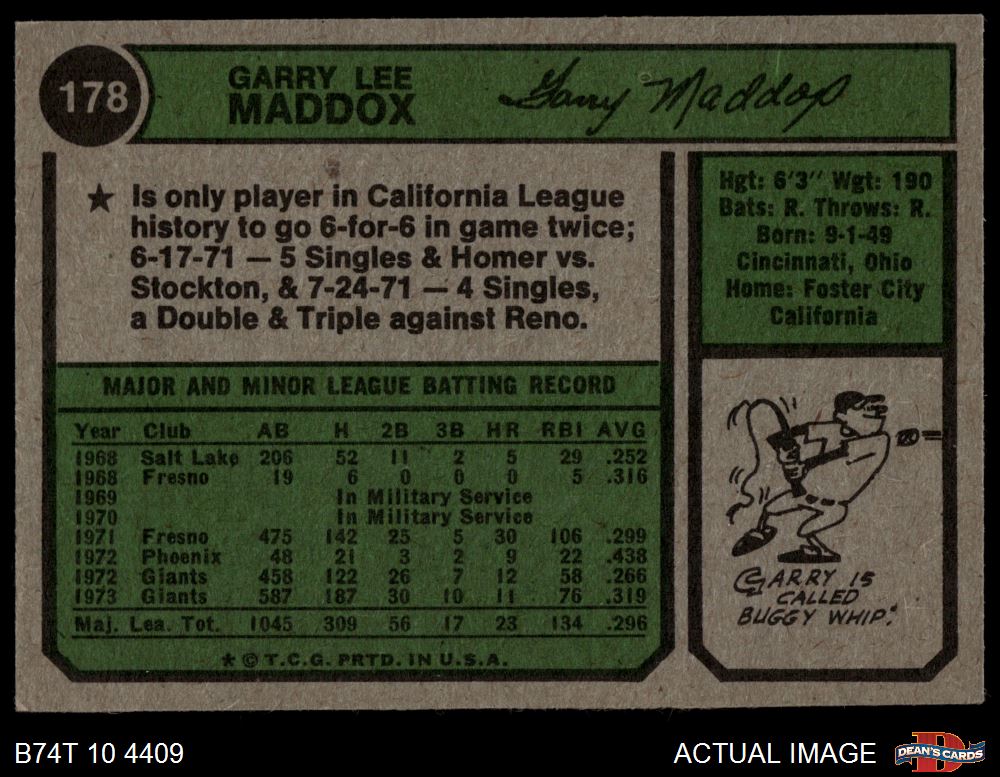 178
GARRY LEE
MADDOX
Garry Maddox
★ Is only player in California League
history to go 6-for-6 in game twice;
6-17-71 — 5 Singles & Homer vs.
Stockton, & 7-24-71 — 4 Singles,
a Double & Triple against Reno.
Hgt: 6'3'' Wgt: 190
Bats: R. Throws: R.
Born: 9-1-49
Cincinnati, Ohio
Home: Foster City
California
MAJOR AND MINOR LEAGUE BATTING RECORD
Year Club AB H 2B 3B HR RBI AVG
1968 Salt Lake 206 52 11 2 5 29 .252
1968 Fresno 19 6 0 0 0 5 .316
1969 In Military Service
1970 In Military Service
1971 Fresno 475 142 25 5 30 106 .299
1972 Phoenix 48 21 3 2 9 22 .438
1972 Giants 458 122 26 7 12 58 .266
1973 Giants 587 187 30 10 11 76 .319
Maj. Lea. Tot. 1045 309 56 17 23 134 .296
★ © T.C.G. PRTD. IN U.S.A.
GARRY IS
CALLED
BUGGY WHIP."
B74T 10 4409
ACTUAL IMAGE
DEAN'S CARDS